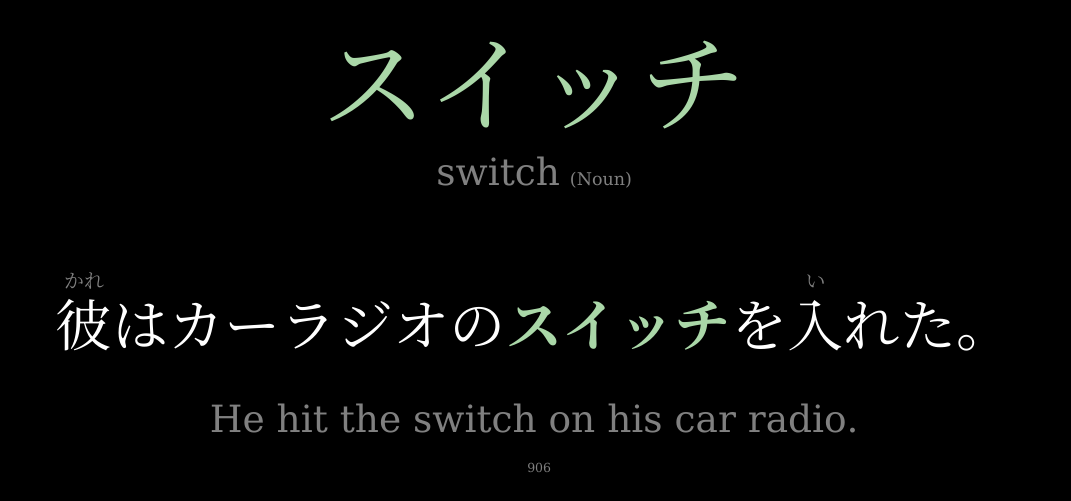 スイッチ
switch (Noun)
かれ い
彼はカーラジオのスイッチを入れた。
He hit the switch on his car radio.
906